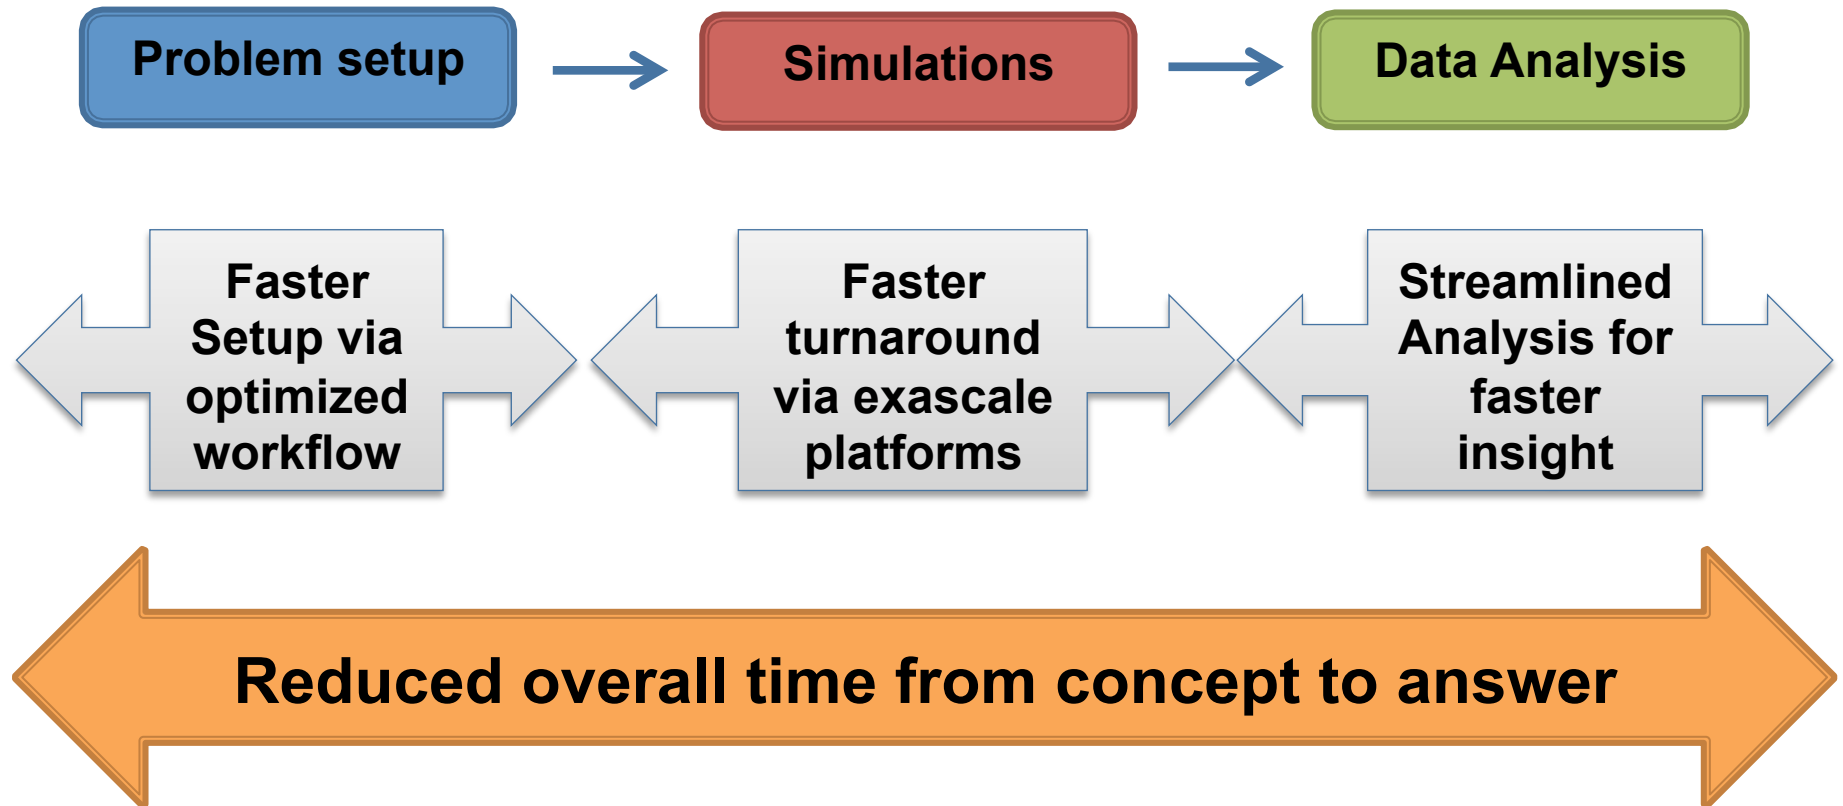 Problem setup
Simulations
Data Analysis
Faster
Setup via
optimized
workflow
Faster
turnaround
via exascale
platforms
Streamlined
Analysis for
faster
insight
Reduced overall time from concept to answer